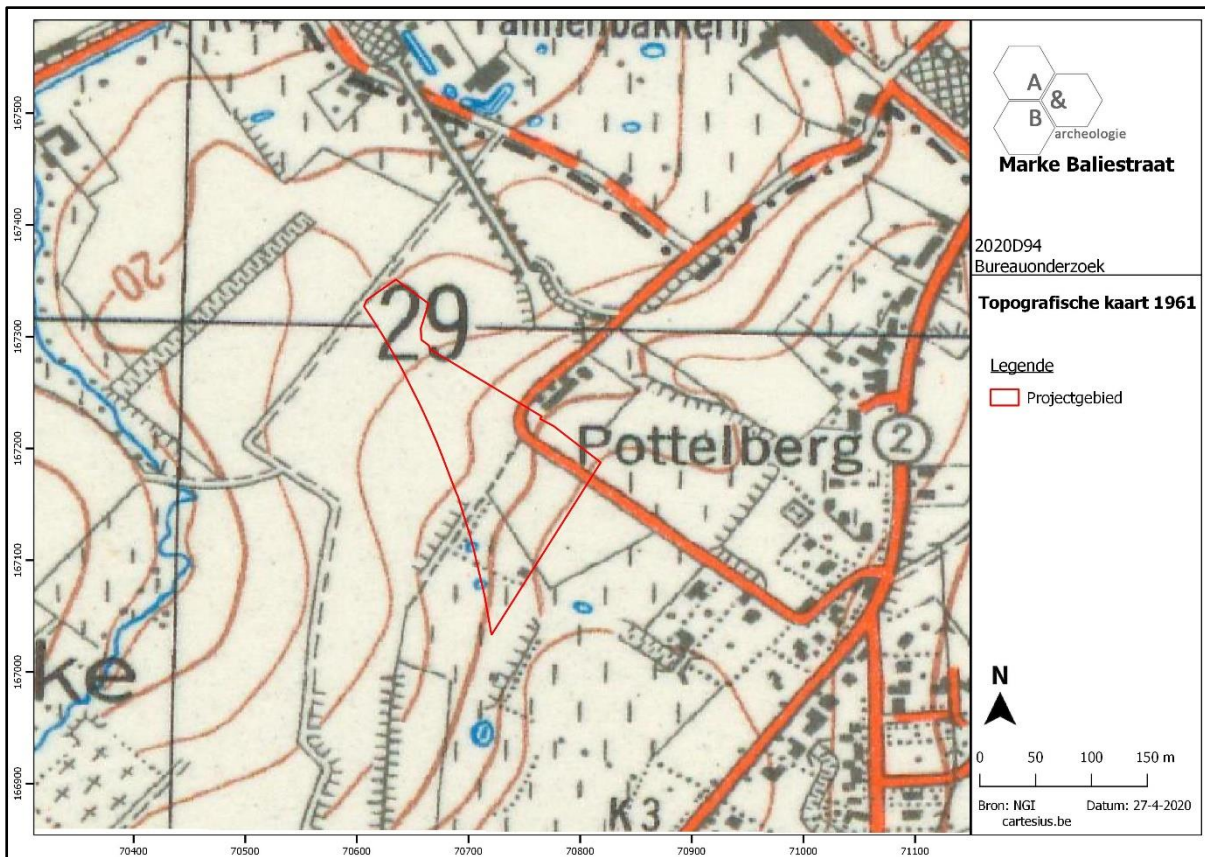 Pannenbakkerij
20
29
Pottelberg 2
ke
K3
167500
167400
167300
167200
167100
167000
166900
70400 70500 70600 70700 70800 70900 71000 71100
A
&
B
archeologie
Marke Baliestraat
2020D94
Bureauonderzoek
Topografische kaart 1961
Legende
Projectgebied
N
0 50 100 150 m
Bron: NGI Datum: 27-4-2020
cartesius.be